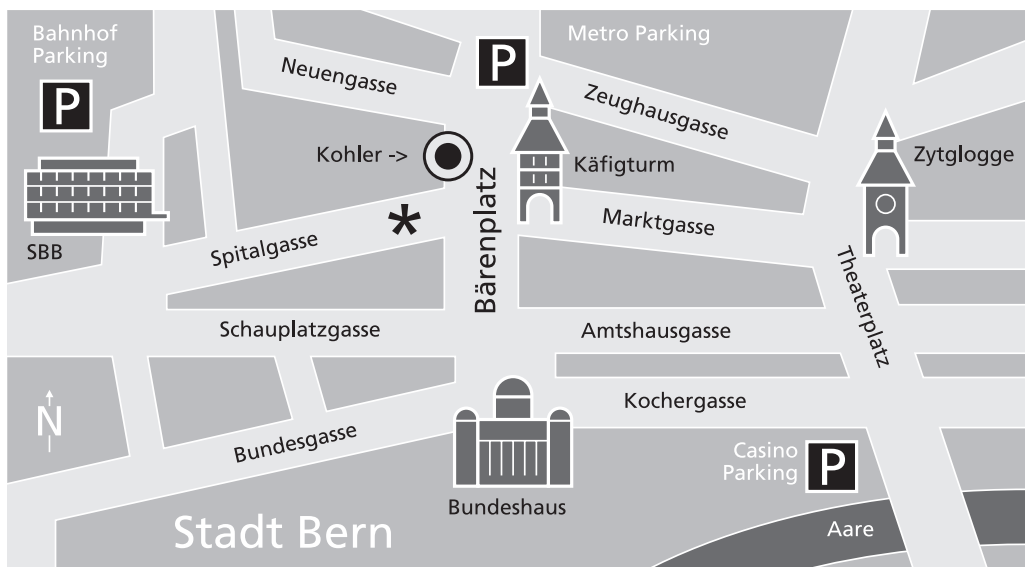 Bahnhof
Parking
P
Metro Parking
P
Neuengasse
Zeughausgasse
Kohler ->
Käfigturm
Zytglogge
Marktgasse
*
Spitalgasse
SBB
Bärenplatz
Theaterplatz
Schauplatzgasse
Amtshausgasse
Kochergasse
N
Bundesgasse
Casino
Parking
P
Bundeshaus
Stadt Bern
Aare